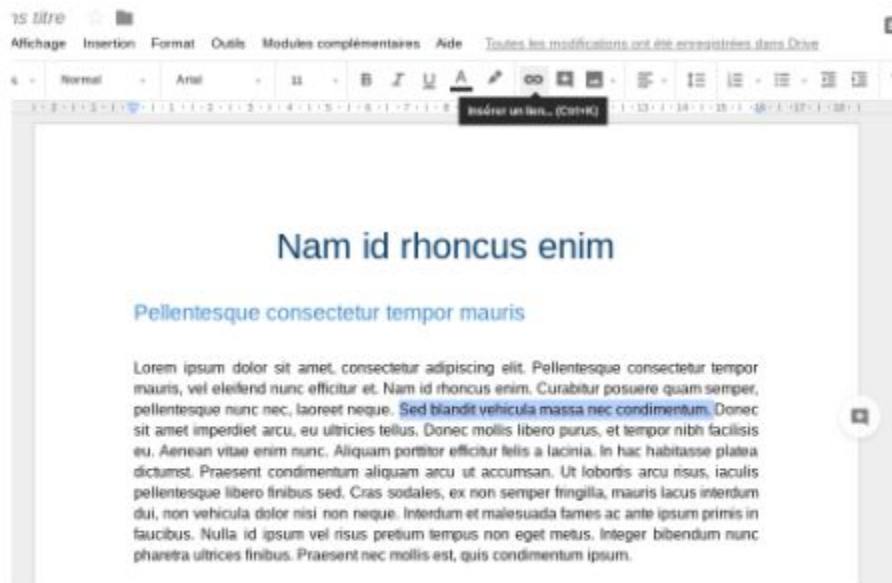 ns titre
Affichage Insertion Format Outils Modules complémentaires Aide Toutes les modifications ont été enregistrées dans Drive
Normal Arial 11 B I U A
Insérer un lien... (Ctrl+K)
Nam id rhoncus enim
Pellentesque consectetur tempor mauris
Lorem ipsum dolor sit amet, consectetur adipiscing elit. Pellentesque consectetur tempor
mauris, vel eleifend nunc efficitur et. Nam id rhoncus enim. Curabitur posuere quam semper,
pellentesque nunc nec, laoreet neque. Sed blandit vehicula massa nec condimentum. Donec
sit amet imperdiet arcu, eu ultricies tellus. Donec mollis libero purus, et tempor nibh facilisis
eu. Aenean vitae enim nunc. Aliquam porttitor efficitur felis a lacinia. In hac habitasse platea
dictumst. Praesent condimentum aliquam arcu ut accumsan. Ut lobortis arcu risus, iaculis
pellentesque libero finibus sed. Cras sodales, ex non semper fringilla, mauris lacus interdum
dui, non vehicula dolor nisi non neque. Interdum et malesuada fames ac ante ipsum primis in
faucibus. Nulla id ipsum vel risus pretium tempus non eget metus. Integer bibendum nunc
pharetra ultrices finibus. Praesent nec mollis est, quis condimentum ipsum.